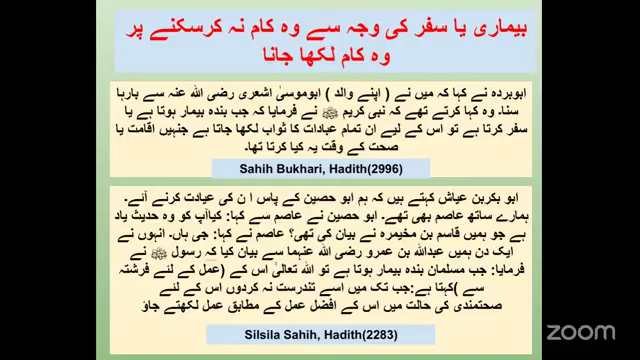 بیماری یا سفر کی وجہ سے وہ کام نہ کرسکنے پر
وہ کام لکھا جانا
ابوبردہ نے کہا کہ میں نے ( اپنے والد ) ابوموسیٰ اشعری رضی اللہ عنہ سے بارہا
سنا۔ وہ کہا کرتے تھے کہ نبی کریم ﷺ نے فرمایا کہ جب بندہ بیمار ہوتا ہے یا
سفر کرتا ہے تو اس کے لیے ان تمام عبادات کا ثواب لکھا جاتا ہے جنہیں اقامت یا
صحت کے وقت یہ کیا کرتا تھا۔
Sahih Bukhari, Hadith(2996)
ابو بکربن عیاش کہتے ہیں کہ ہم ابو حصین کے پاس ا ن کی عیادت کرنے آئے۔
ہمارے ساتھ عاصم بھی تھے۔ ابو حصین نے عاصم سے کہا: کیاآپ کو وہ حدیث یاد
ہے جو ہمیں قاسم بن مخیمرہ نے بیان کی تھی؟ عاصم نے کہا: جی ہاں۔ انہوں نے
ایک دن ہمیں عبداللہ بن عمرو رضی اللہ عنہما سے بیان کیا کہ رسول ﷺ نے
فرمایا: جب مسلمان بندہ بیمار ہوتا ہے تو اللہ تعالیٰ اس کے (عمل کے لئے فرشتہ
سے )کہتا ہے:جب تک میں اسے تندرست نہ کردوں اس کے لئے
صحتمندی کی حالت میں اس کے افضل عمل کے مطابق عمل لکھتے جاؤ
Silsila Sahih, Hadith(2283)
zoom